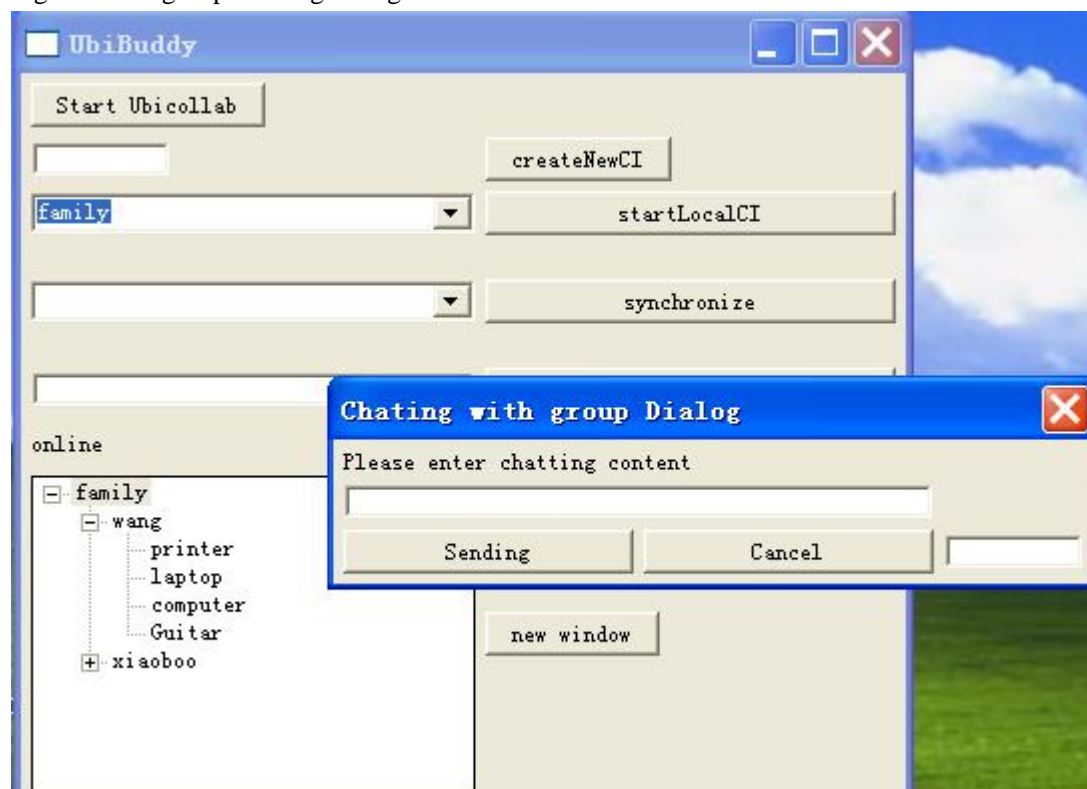 UbiBuddy
Start Ubicollab
createNewCI
family
startLocalCI
synchronize
Chating with group Dialog
online
Please enter chatting content
Sending
Cancel
family
wang
printer
laptop
computer
Guitar
xiaoboo
new window